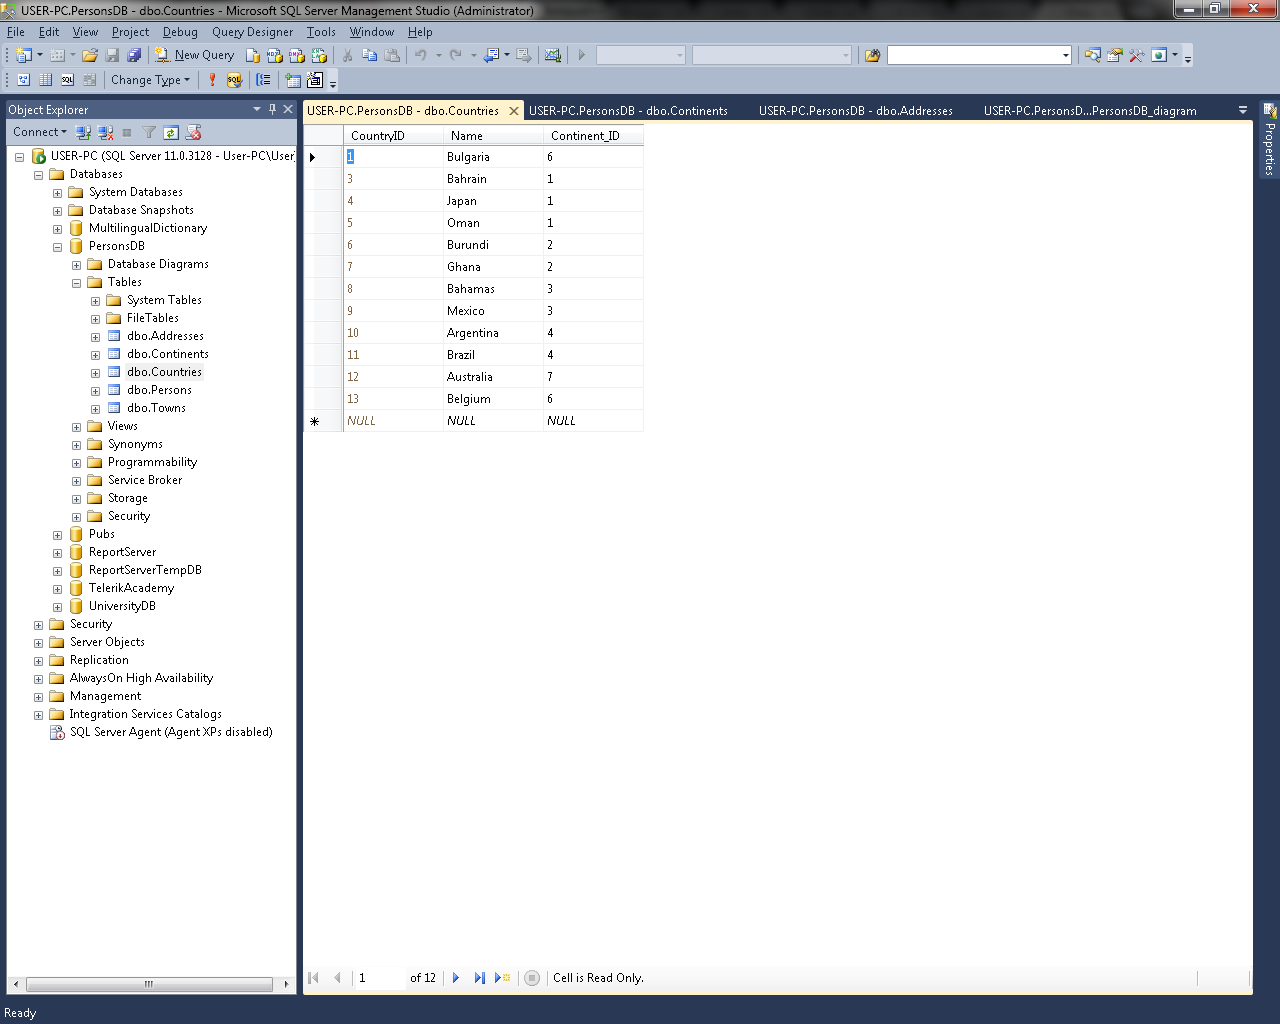 USER-PC.PersonsDB - dbo.Countries - Microsoft SQL Server Management Studio (Administrator)
File Edit View Project Debug Query Designer Tools Window Help
New Query
Change Type
Object Explorer
Connect
USER-PC (SQL Server 11.0.3128 - User-PC\User
Databases
System Databases
Database Snapshots
MultilingualDictionary
PersonsDB
Database Diagrams
Tables
System Tables
FileTables
dbo.Addresses
dbo.Continents
dbo.Countries
dbo.Persons
dbo.Towns
Views
Synonyms
Programmability
Service Broker
Storage
Security
Pubs
ReportServer
ReportServerTempDB
TelerikAcademy
UniversityDB
Security
Server Objects
Replication
AlwaysOn High Availability
Management
Integration Services Catalogs
SQL Server Agent (Agent XPs disabled)
USER-PC.PersonsDB - dbo.Countries USER-PC.PersonsDB - dbo.Continents USER-PC.PersonsDB - dbo.Addresses USER-PC.PersonsD...PersonsDB_diagram
CountryID Name Continent_ID
1 Bulgaria 6
3 Bahrain 1
4 Japan 1
5 Oman 1
6 Burundi 2
7 Ghana 2
8 Bahamas 3
9 Mexico 3
10 Argentina 4
11 Brazil 4
12 Australia 7
13 Belgium 6
NULL NULL NULL
1 of 12 Cell is Read Only.
Properties
Ready